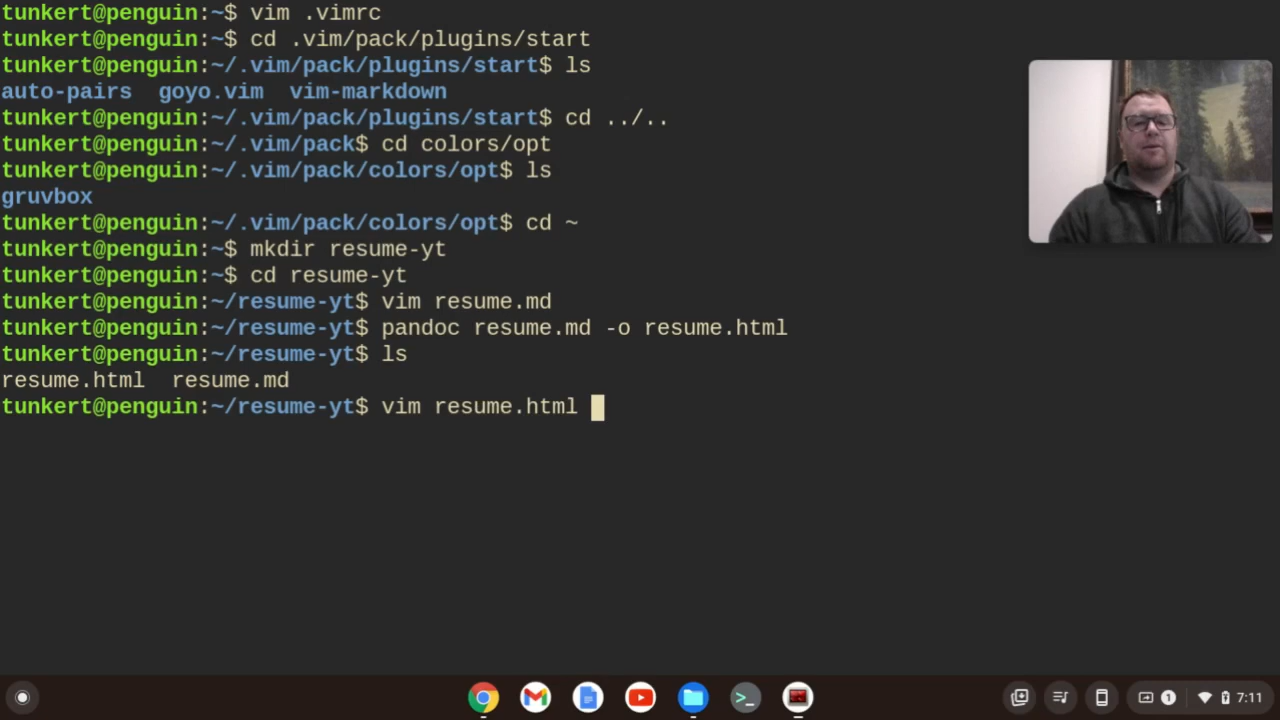 tunkert@penguin:~$ vim .vimrc
tunkert@penguin:~$ cd .vim/pack/plugins/start
tunkert@penguin:~/.vim/pack/plugins/start$ ls
auto-pairs  goyo.vim  vim-markdown
tunkert@penguin:~/.vim/pack/plugins/start$ cd ../..
tunkert@penguin:~/.vim/pack$ cd colors/opt
tunkert@penguin:~/.vim/pack/colors/opt$ ls
gruvbox
tunkert@penguin:~/.vim/pack/colors/opt$ cd ~
tunkert@penguin:~$ mkdir resume-yt
tunkert@penguin:~$ cd resume-yt
tunkert@penguin:~/resume-yt$ vim resume.md
tunkert@penguin:~/resume-yt$ pandoc resume.md -o resume.html
tunkert@penguin:~/resume-yt$ ls
resume.html  resume.md
tunkert@penguin:~/resume-yt$ vim resume.html
1 7:11